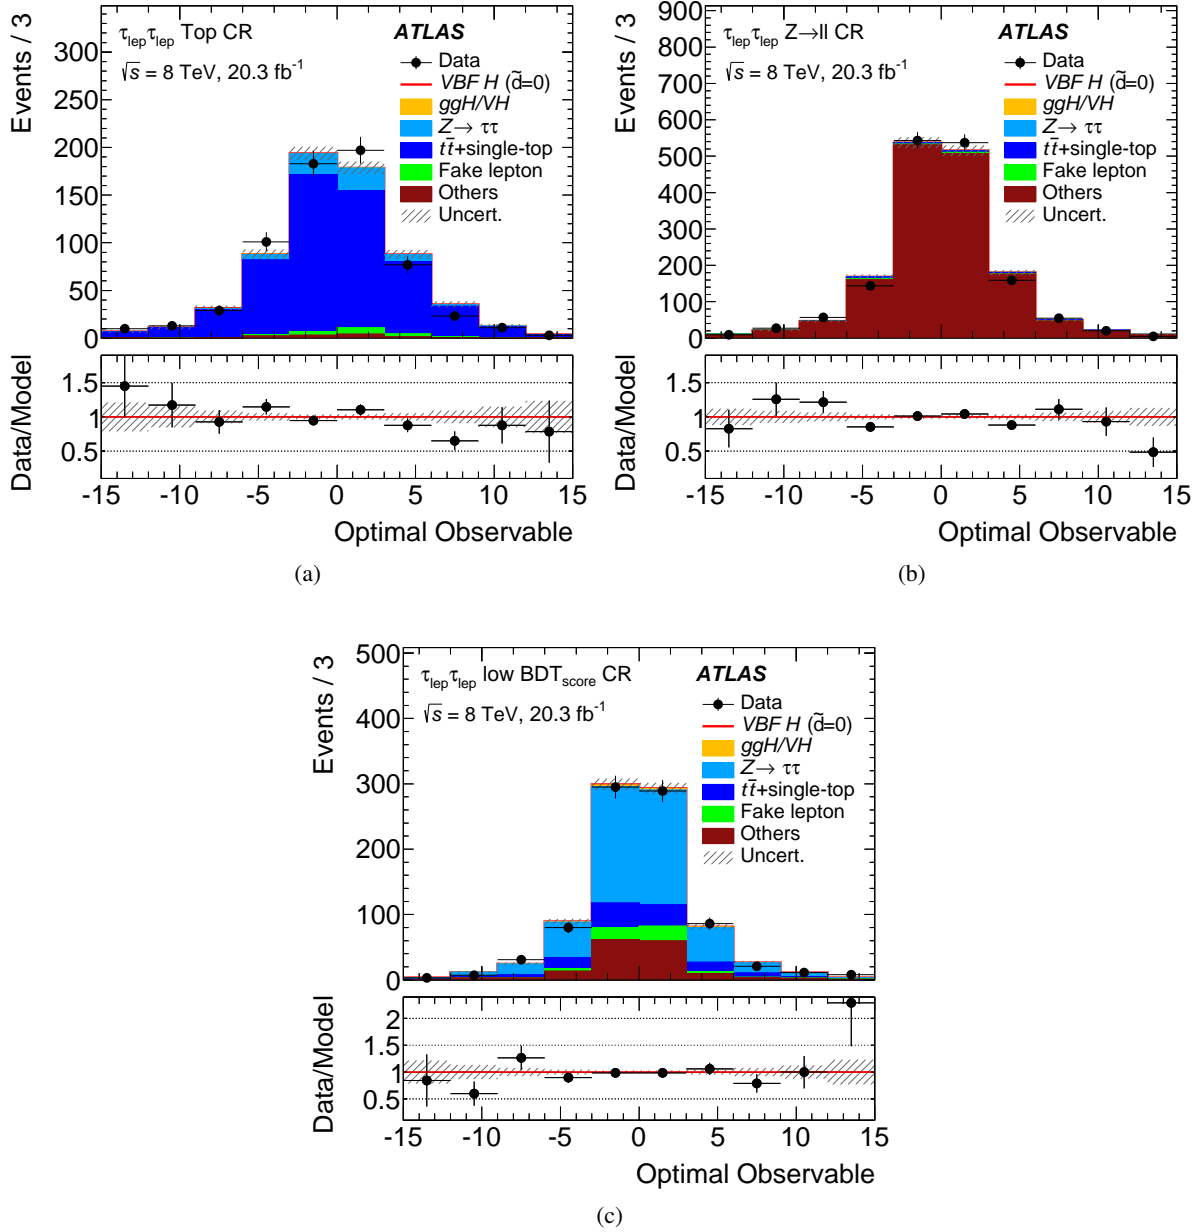 Events / 3
350
300
250
200
150
100
50
0
τlepτlep Top CR
√s = 8 TeV, 20.3 fb-1
ATLAS
Data
VBF H (d̃=0)
ggH/VH
Z→ ττ
tt̄+single-top
Fake lepton
Others
Uncert.
Data/Model
1.5
1
0.5
-15 -10 -5 0 5 10 15
Optimal Observable
(a)
Events / 3
900
800
700
600
500
400
300
200
100
0
τlepτlep Z→ll CR
√s = 8 TeV, 20.3 fb-1
ATLAS
Data
VBF H (d̃=0)
ggH/VH
Z→ ττ
tt̄+single-top
Fake lepton
Others
Uncert.
Data/Model
1.5
1
0.5
-15 -10 -5 0 5 10 15
Optimal Observable
(b)
Events / 3
500
400
300
200
100
0
τlepτlep low BDTscore CR
√s = 8 TeV, 20.3 fb-1
ATLAS
Data
VBF H (d̃=0)
ggH/VH
Z→ ττ
tt̄+single-top
Fake lepton
Others
Uncert.
Data/Model
2
1.5
1
0.5
-15 -10 -5 0 5 10 15
Optimal Observable
(c)